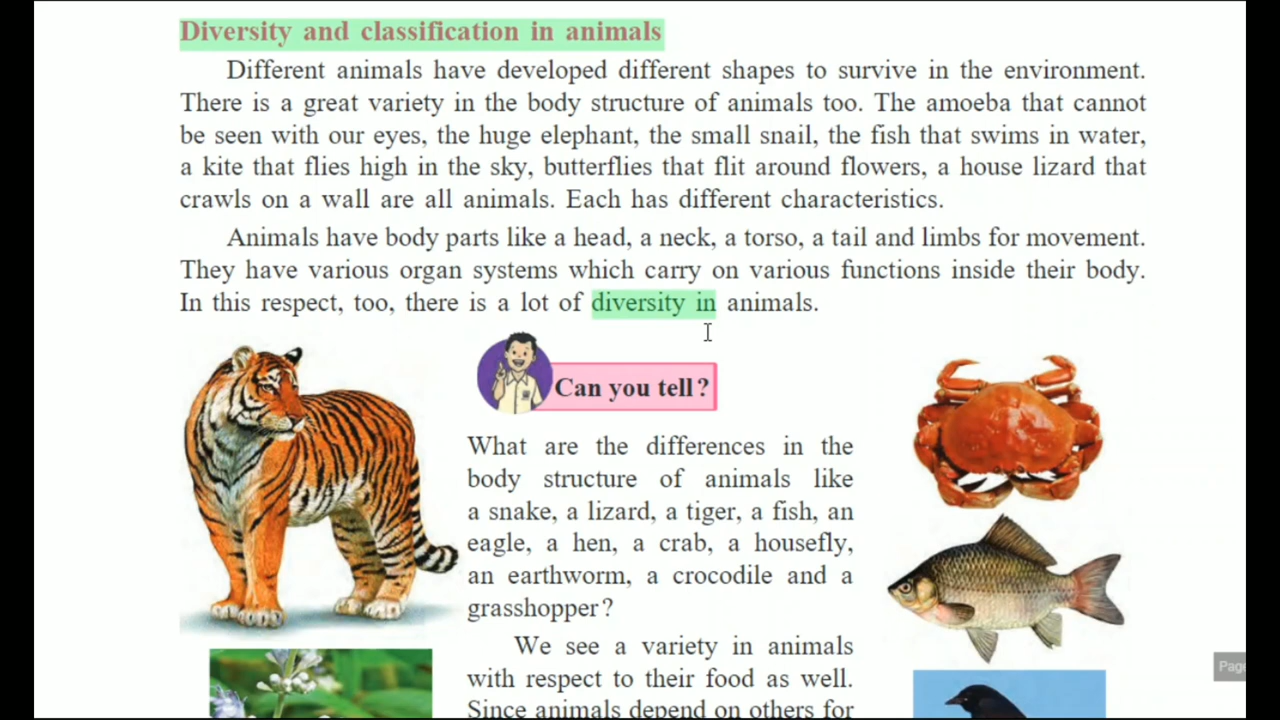 Diversity and classification in animals
Different animals have developed different shapes to survive in the environment.
There is a great variety in the body structure of animals too. The amoeba that cannot
be seen with our eyes, the huge elephant, the small snail, the fish that swims in water,
a kite that flies high in the sky, butterflies that flit around flowers, a house lizard that
crawls on a wall are all animals. Each has different characteristics.
Animals have body parts like a head, a neck, a torso, a tail and limbs for movement.
They have various organ systems which carry on various functions inside their body.
In this respect, too, there is a lot of diversity in animals.
Can you tell?
What are the differences in the
body structure of animals like
a snake, a lizard, a tiger, a fish, an
eagle, a hen, a crab, a housefly,
an earthworm, a crocodile and a
grasshopper?
We see a variety in animals
with respect to their food as well.
Since animals depend on others for
Page